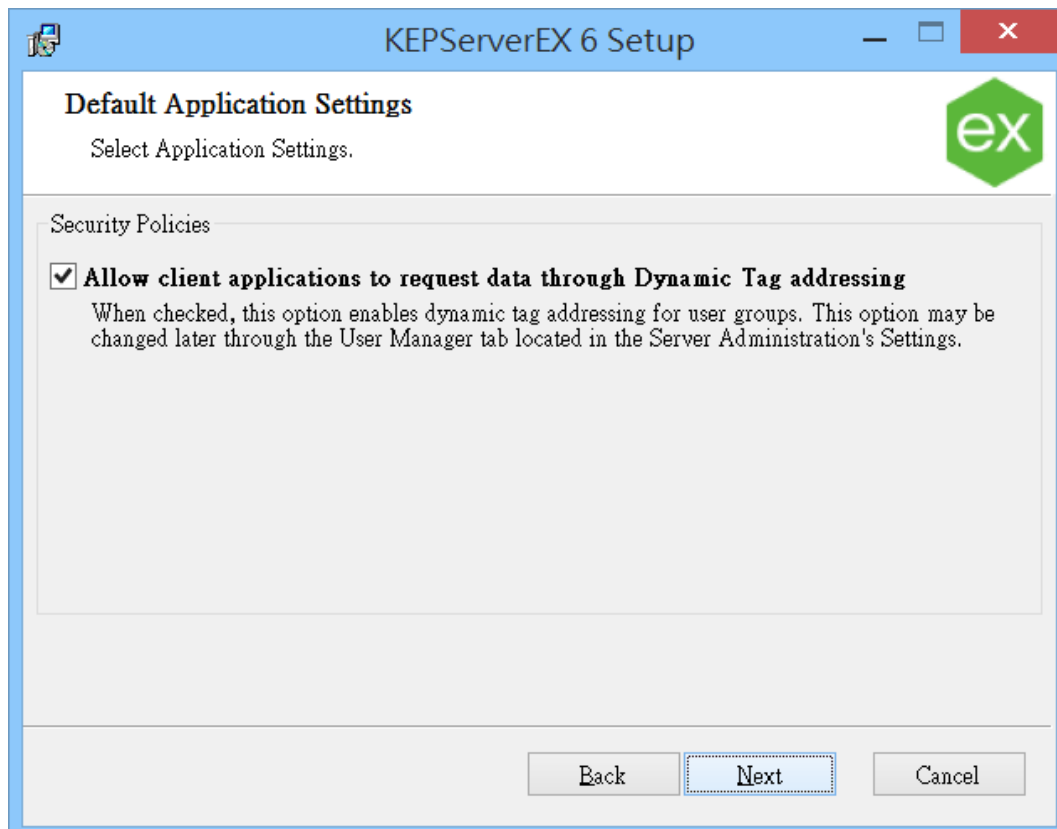 KEPServerEX 6 Setup
Default Application Settings
Select Application Settings.
ex
Security Policies
Allow client applications to request data through Dynamic Tag addressing
When checked, this option enables dynamic tag addressing for user groups. This option may be
changed later through the User Manager tab located in the Server Administration's Settings.
Back
Next
Cancel